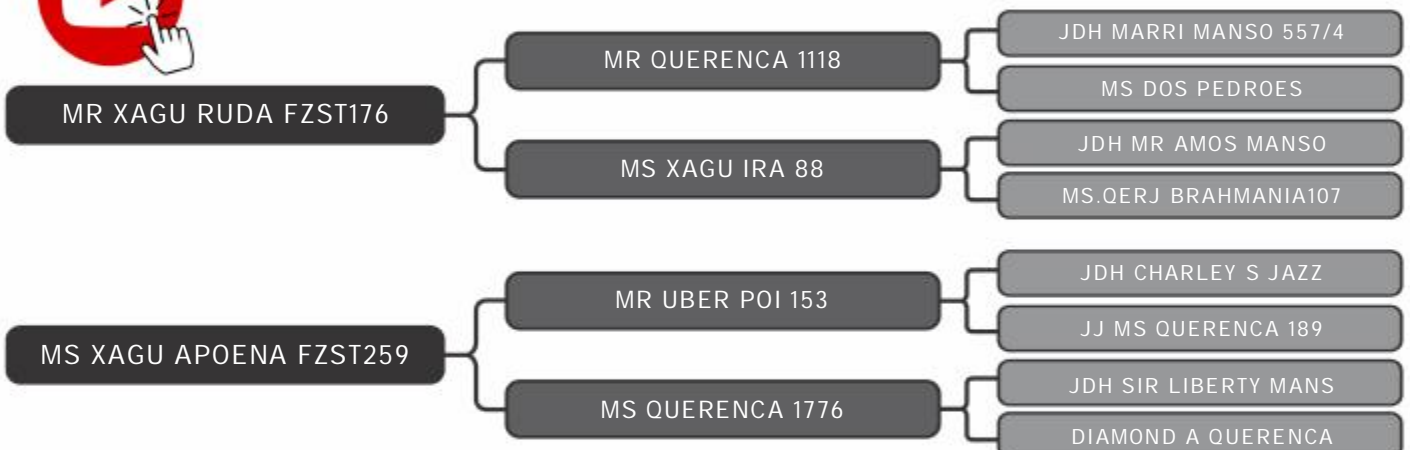 JDH MARRI MANSO 557/4
MR QUERENCA 1118
MS DOS PEDROES
MR XAGU RUDA FZST176
JDH MR AMOS MANSO
MS XAGU IRA 88
MS.QERJ BRAHMANIA107
JDH CHARLEY S JAZZ
MR UBER POI 153
JJ MS QUERENCA 189
MS XAGU APOENA FZST259
JDH SIR LIBERTY MANS
MS QUERENCA 1776
DIAMOND A QUERENCA